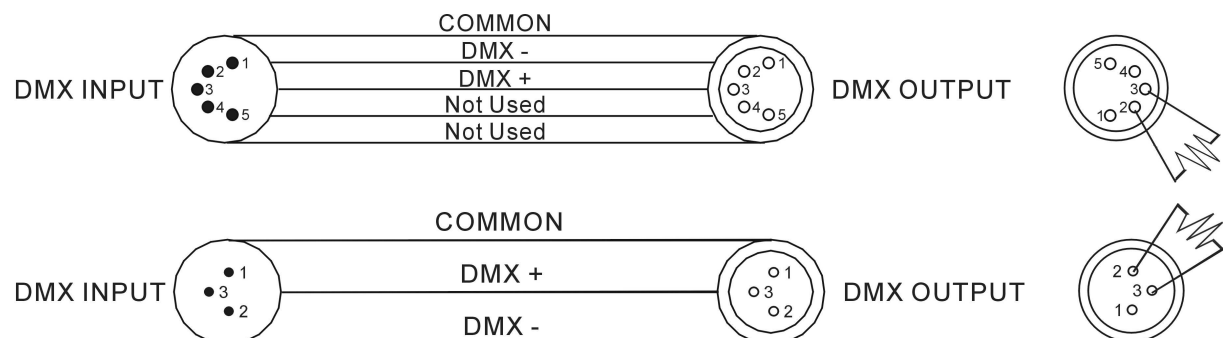 COMMON
DMX -
DMX +
Not Used
Not Used
DMX INPUT
1
2
3
4
5
1
2
3
4
5
DMX OUTPUT
5
4
3
2
1
COMMON
DMX +
DMX -
DMX INPUT
1
3
2
1
3
2
DMX OUTPUT
2
3
1